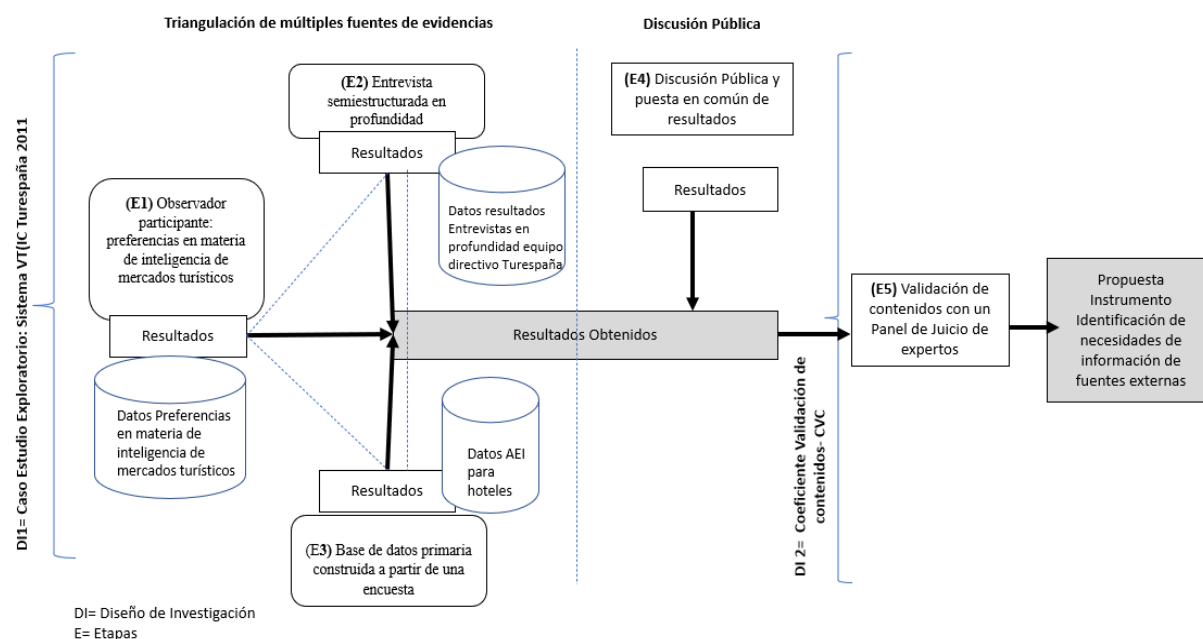 Triangulación de múltiples fuentes de evidencias
Discusión Pública
DI1= Caso Estudio Exploratorio: Sistema VT(IC Turespaña 2011
(E1) Observador
participante:
preferencias en materia
de inteligencia de
mercados turísticos
Resultados
Datos Preferencias
en materia de
inteligencia de
mercados turísticos
(E2) Entrevista
semiestructurada en
profundidad
Resultados
Datos resultados
Entrevistas en
profundidad equipo
directivo Turespaña
Resultados Obtenidos
Datos AEI
para
hoteles
Resultados
(E3) Base de datos primaria
construida a partir de una
encuesta
(E4) Discusión Pública y
puesta en común de
resultados
Resultados
DI 2= Coeficiente Validación de
contenidos- CVC
(E5) Validación de
contenidos con un
Panel de Juicio de
expertos
Propuesta
Instrumento
Identificación de
necesidades de
información de
fuentes externas
DI= Diseño de Investigación
E= Etapas